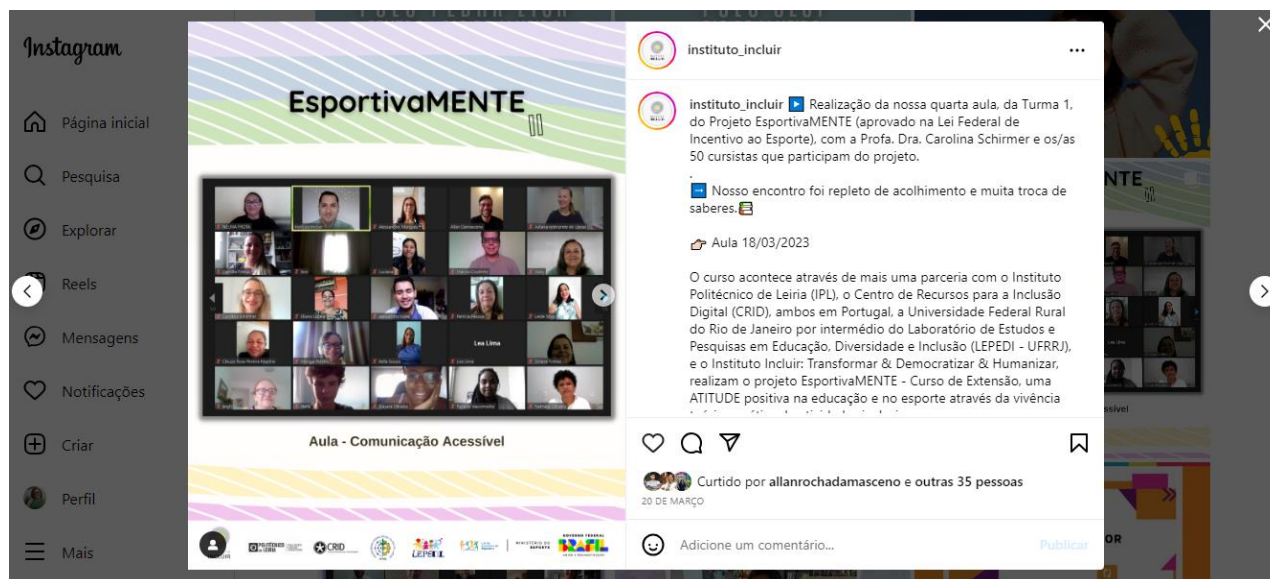 Instagram
Página inicial
Pesquisa
Explorar
Reels
Mensagens
Notificações
Criar
Perfil
Mais
EsportivaMENTE
Lea Lima
Aula - Comunicação Acessível
POLITÉCNICO
CRID
LEPEDI
MINISTÉRIO DO
ESPORTE
GOVERNO FEDERAL
BRASIL
instituto_incluir
instituto_incluir ▶️ Realização da nossa quarta aula, da Turma 1,
do Projeto EsportivaMENTE (aprovado na Lei Federal de
Incentivo ao Esporte), com a Profa. Dra. Carolina Schirmer e os/as
50 cursistas que participam do projeto.
.
➡️ Nosso encontro foi repleto de acolhimento e muita troca de
saberes.📚
👉 Aula 18/03/2023
O curso acontece através de mais uma parceria com o Instituto
Politécnico de Leiria (IPL), o Centro de Recursos para a Inclusão
Digital (CRID), ambos em Portugal, a Universidade Federal Rural
do Rio de Janeiro por intermédio do Laboratório de Estudos e
Pesquisas em Educação, Diversidade e Inclusão (LEPEDI - UFRRJ),
e o Instituto Incluir: Transformar & Democratizar & Humanizar,
realizam o projeto EsportivaMENTE - Curso de Extensão, uma
ATITUDE positiva na educação e no esporte através da vivência
Curtido por allanrochadamasceno e outras 35 pessoas
20 DE MARÇO
Adicione um comentário...
Publicar
NTE
OR